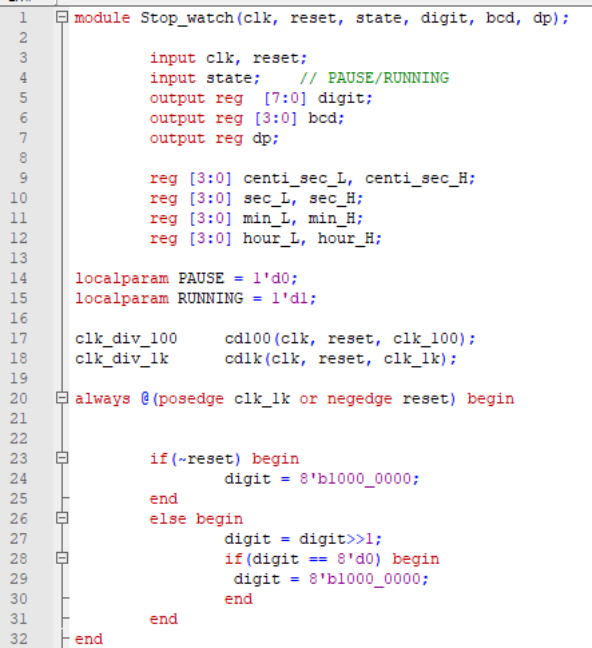 1 module Stop_watch(clk, reset, state, digit, bcd, dp);
2
3 input clk, reset;
4 input state; // PAUSE/RUNNING
5 output reg [7:0] digit;
6 output reg [3:0] bcd;
7 output reg dp;
8
9 reg [3:0] centi_sec_L, centi_sec_H;
10 reg [3:0] sec_L, sec_H;
11 reg [3:0] min_L, min_H;
12 reg [3:0] hour_L, hour_H;
13
14 localparam PAUSE = 1'd0;
15 localparam RUNNING = 1'd1;
16
17 clk_div_100 cd100(clk, reset, clk_100);
18 clk_div_1k cd1k(clk, reset, clk_1k);
19
20 always @(posedge clk_1k or negedge reset) begin
21
22
23 if(~reset) begin
24 digit = 8'b1000_0000;
25 end
26 else begin
27 digit = digit>>1;
28 if(digit == 8'd0) begin
29 digit = 8'b1000_0000;
30 end
31 end
32 end